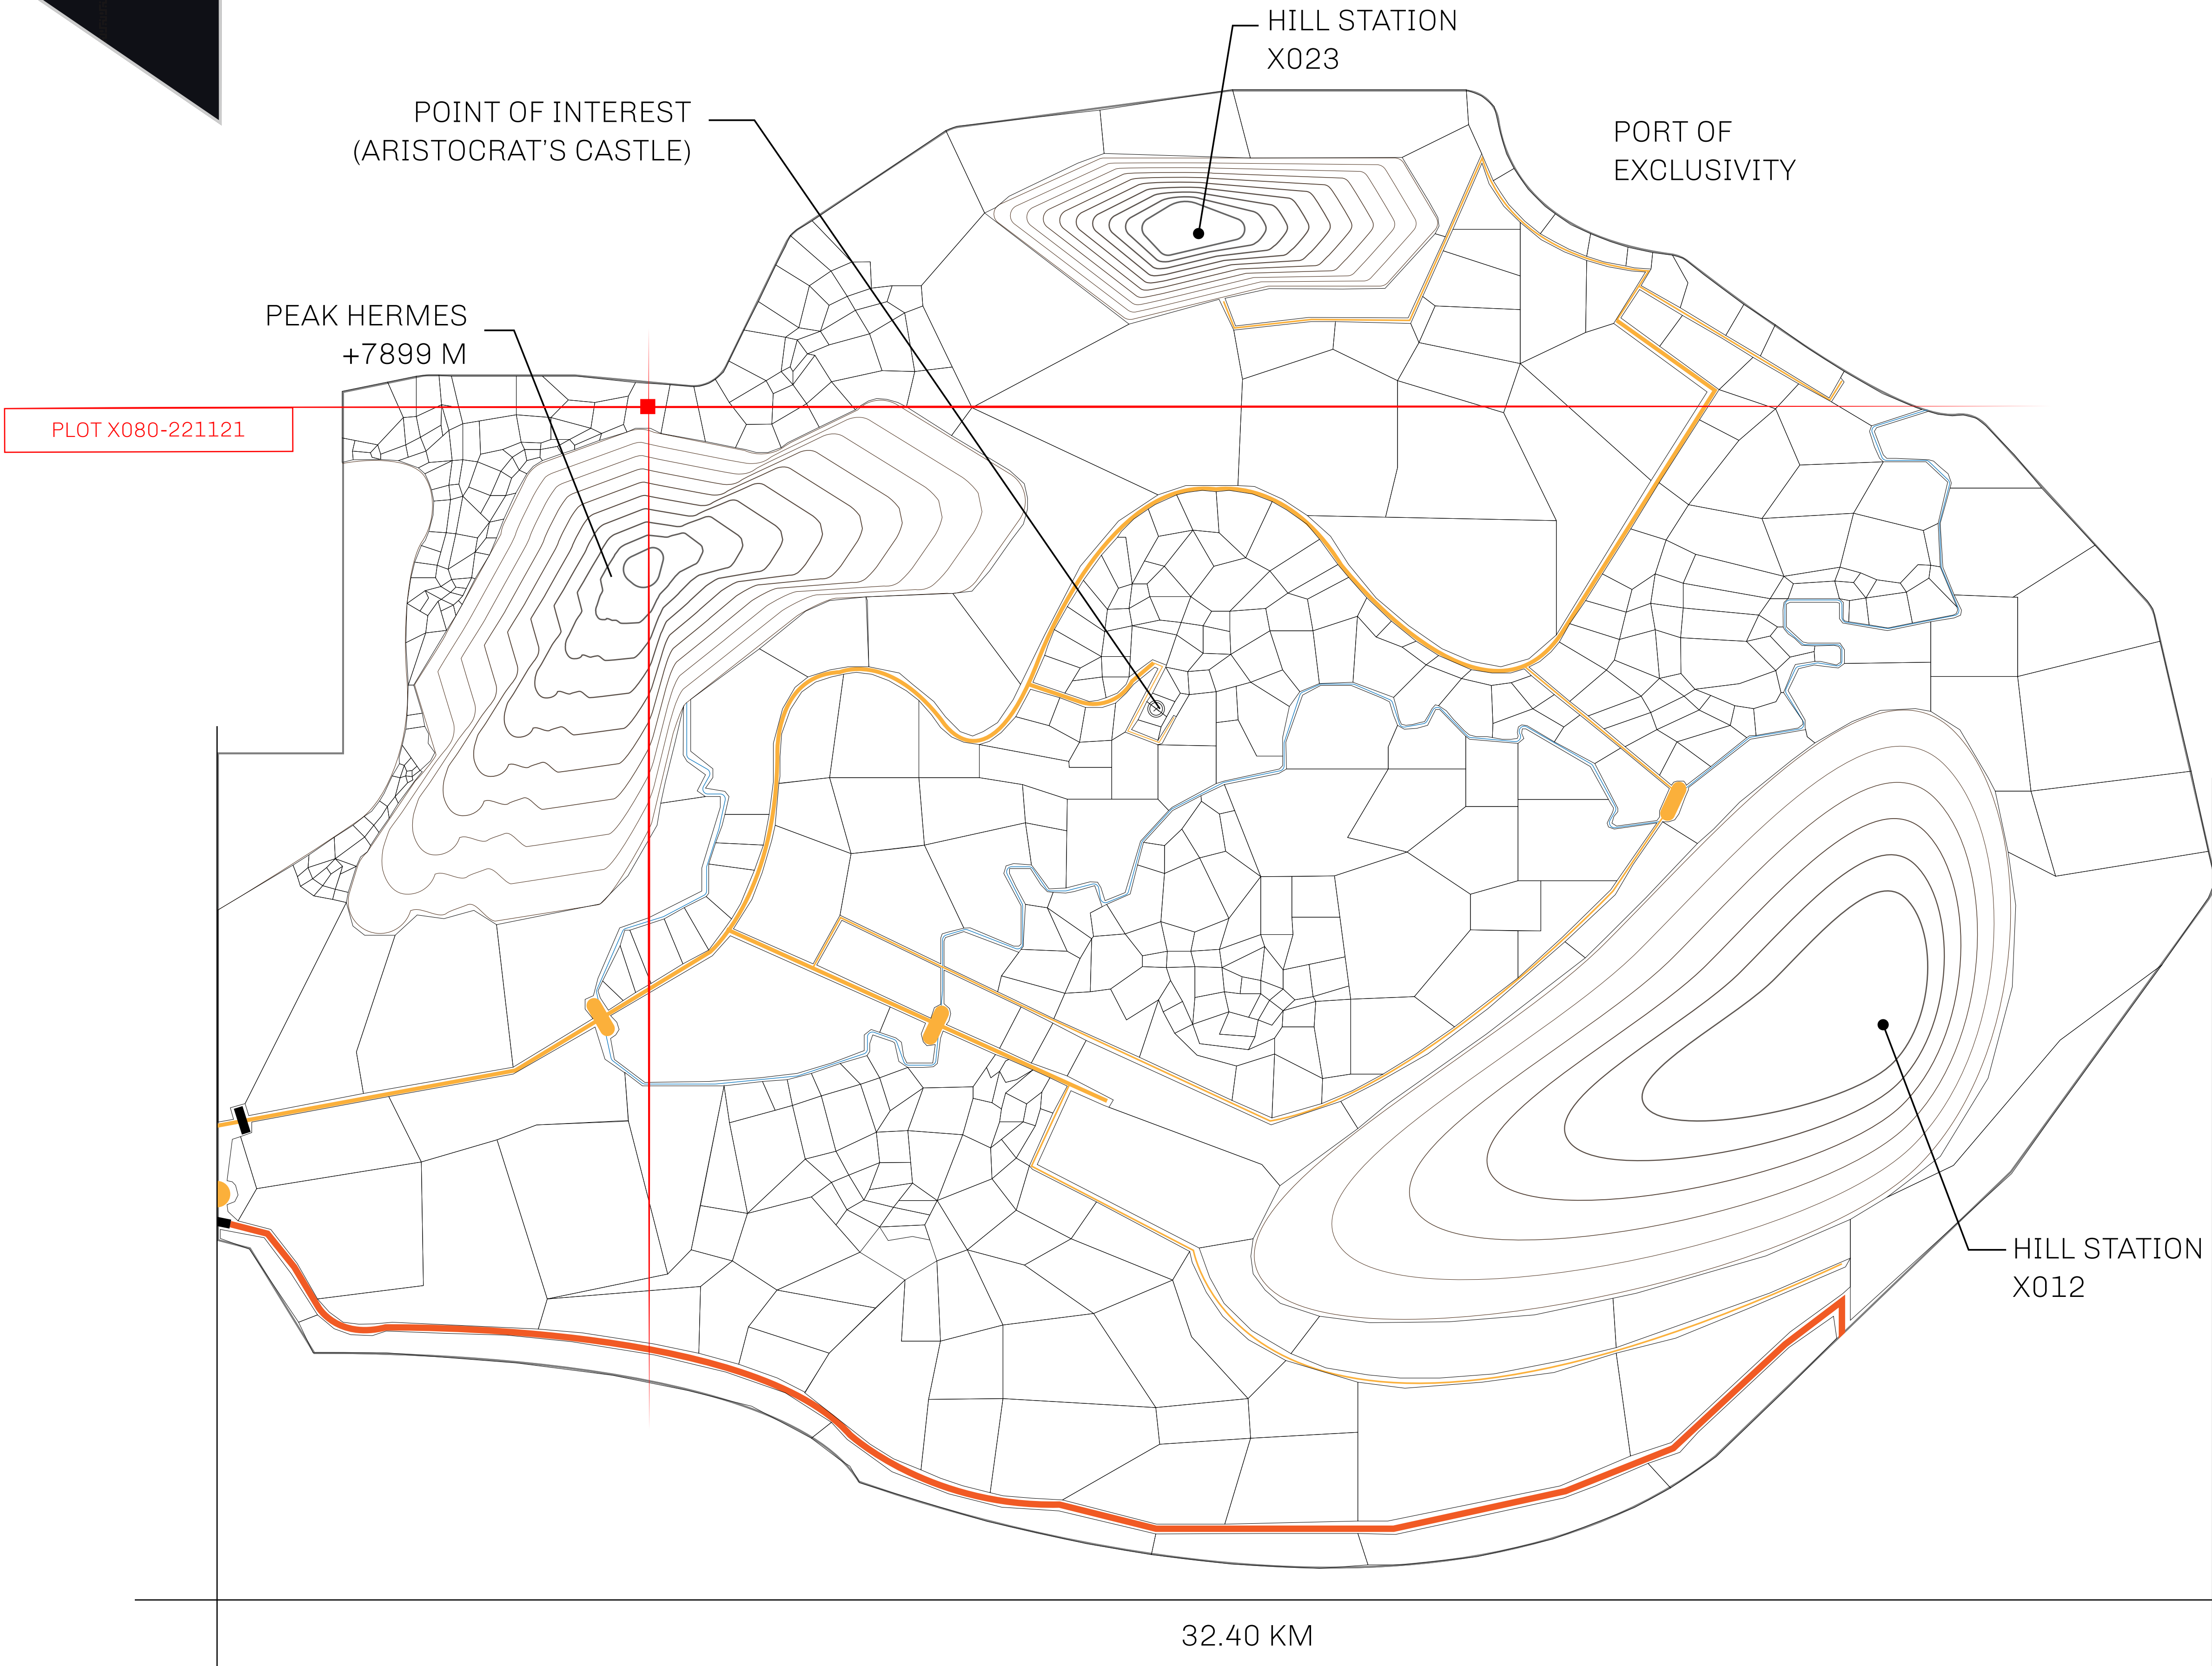 HILL STATION
X023
POINT OF INTEREST
(ARISTOCRAT'S CASTLE)
PORT OF
EXCLUSIVITY
PEAK HERMES
+7899 M
PLOT X080-221121
HILL STATION
X012
32.40 KM